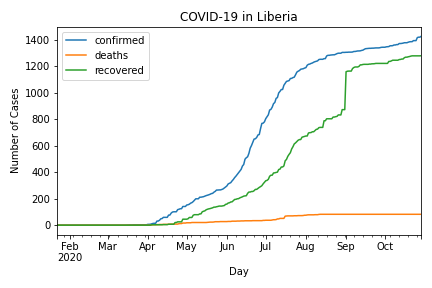 COVID-19 in Liberia
confirmed
deaths
recovered
1400
1200
1000
800
600
400
200
0
Number of Cases
Feb Mar Apr May Jun Jul Aug Sep Oct
2020
Day